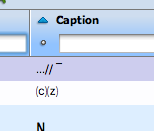 Caption
...// ‾
(c)(z)
N